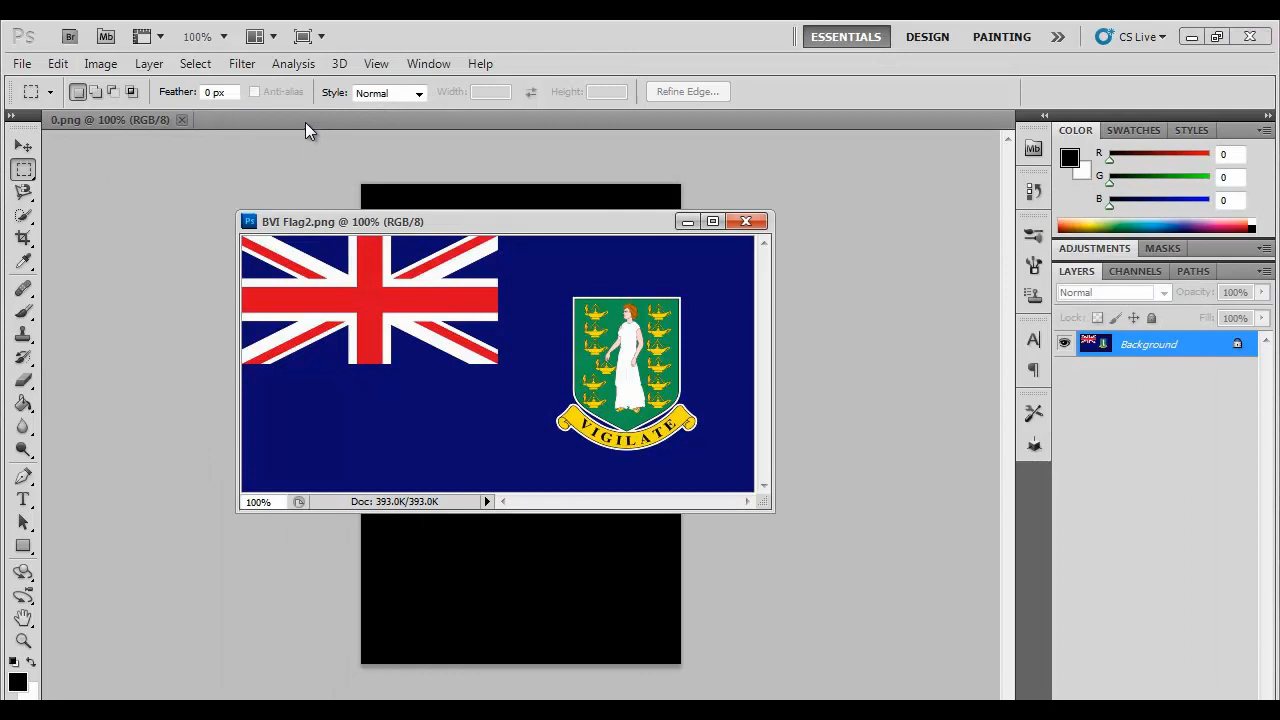 Ps Br Mb 100% ESSENTIALS DESIGN PAINTING CS Live
File Edit Image Layer Select Filter Analysis 3D View Window Help
Feather: 0 px Anti-alias Style: Normal Width: Height: Refine Edge...
0.png @ 100% (RGB/8)
COLOR SWATCHES STYLES
Mb
R 0
G 0
B 0
Ps BVI Flag2.png @ 100% (RGB/8)
ADJUSTMENTS MASKS
LAYERS CHANNELS PATHS
Normal Opacity: 100%
Lock: Fill: 100%
Background
VIGILATE
100% Doc: 393.0K/393.0K